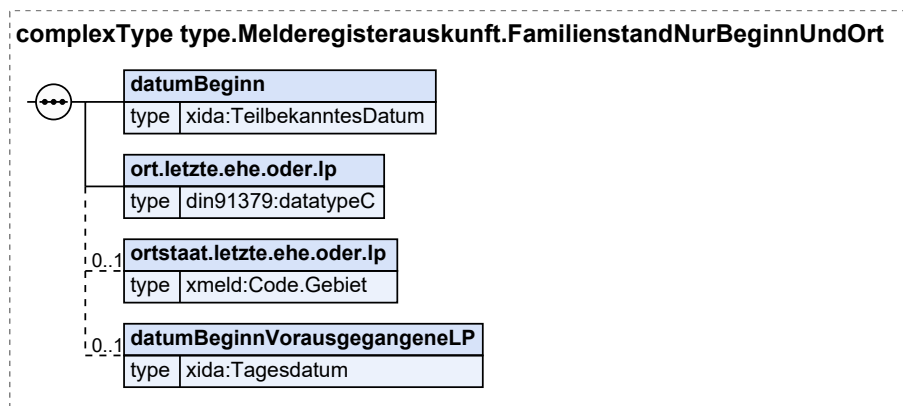 complexType type.Melderegisterauskunft.FamilienstandNurBeginnUndOrt
datumBeginn
type xida:TeilbekanntesDatum
ort.letzte.ehe.oder.lp
type din91379:datatypeC
0..1 ortstaat.letzte.ehe.oder.lp
type xmeld:Code.Gebiet
0..1 datumBeginnVorausgegangeneLP
type xida:Tagesdatum